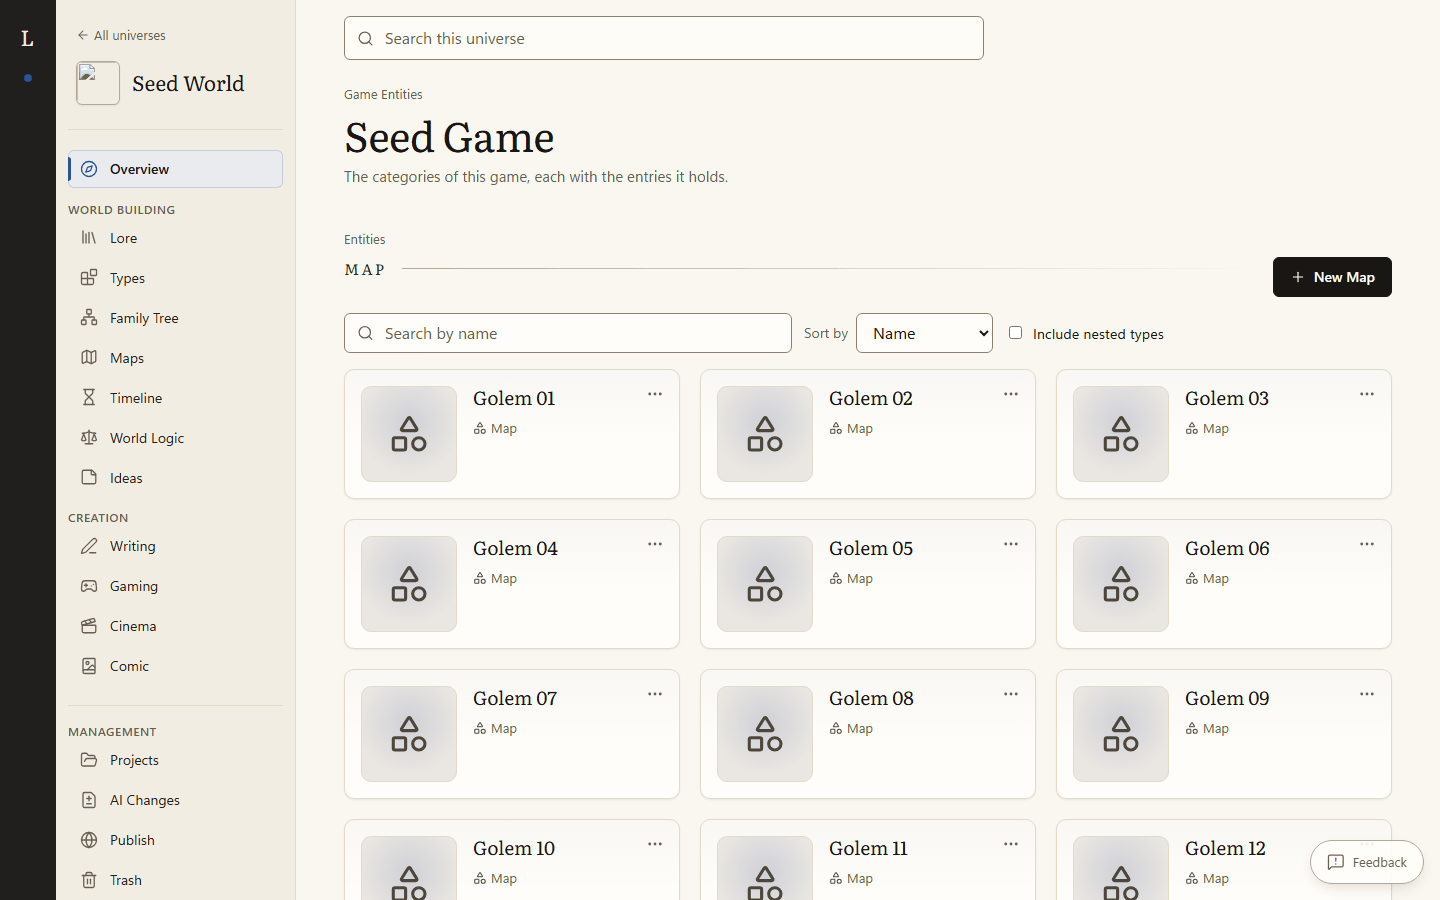 L
All universes
Seed World
Overview
WORLD BUILDING
Lore
Types
Family Tree
Maps
Timeline
World Logic
Ideas
CREATION
Writing
Gaming
Cinema
Comic
MANAGEMENT
Projects
AI Changes
Publish
Trash
Search this universe
Game Entities
Seed Game
The categories of this game, each with the entries it holds.
Entities
MAP
New Map
Search by name
Sort by
Name
Include nested types
Golem 01
Map
Golem 02
Map
Golem 03
Map
Golem 04
Map
Golem 05
Map
Golem 06
Map
Golem 07
Map
Golem 08
Map
Golem 09
Map
Golem 10
Map
Golem 11
Map
Golem 12
Map
Feedback